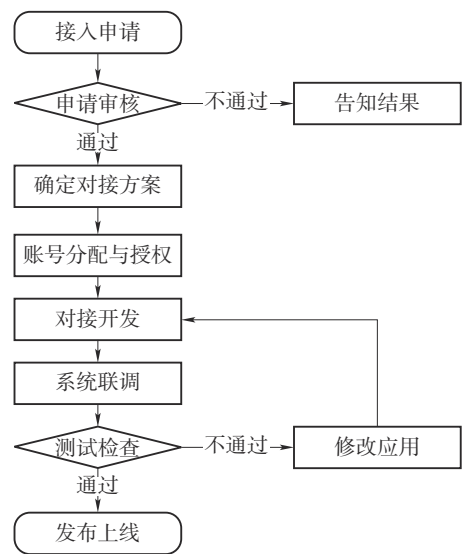 接入申请
申请审核
不通过
告知结果
通过
确定对接方案
账号分配与授权
对接开发
系统联调
测试检查
不通过
修改应用
通过
发布上线